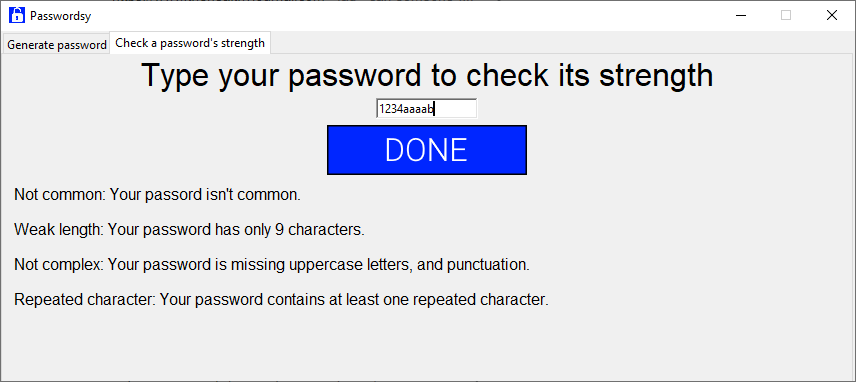 Passwordsy
Generate password
Check a password's strength
Type your password to check its strength
1234aaaab
DONE
Not common: Your passord isn't common.
Weak length: Your password has only 9 characters.
Not complex: Your password is missing uppercase letters, and punctuation.
Repeated character: Your password contains at least one repeated character.